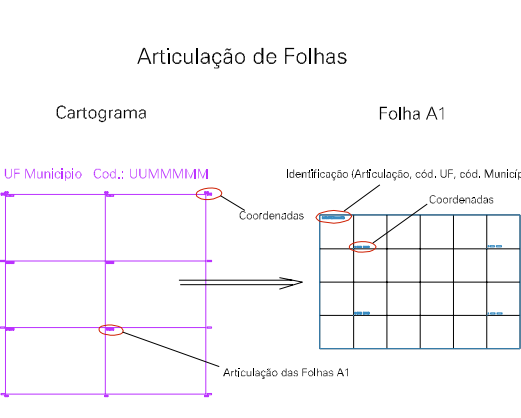 Articulação de Folhas
Cartograma
Folha A1
UF Municipio Cod.: UUMMMMM
Identificação (Articulação, cód. UF, cód. Municíp
Coordenadas
Coordenadas
Articulação das Folhas A1